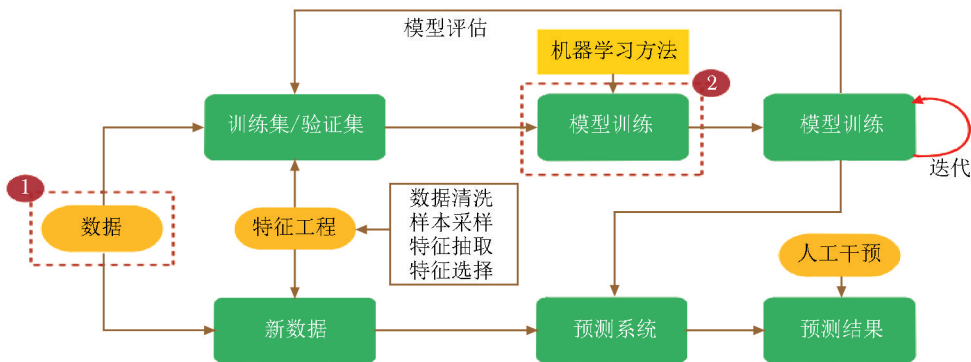 模型评估
机器学习方法
2
训练集/验证集
模型训练
模型训练
迭代
1
数据
特征工程
数据清洗
样本采样
特征抽取
特征选择
人工干预
新数据
预测系统
预测结果